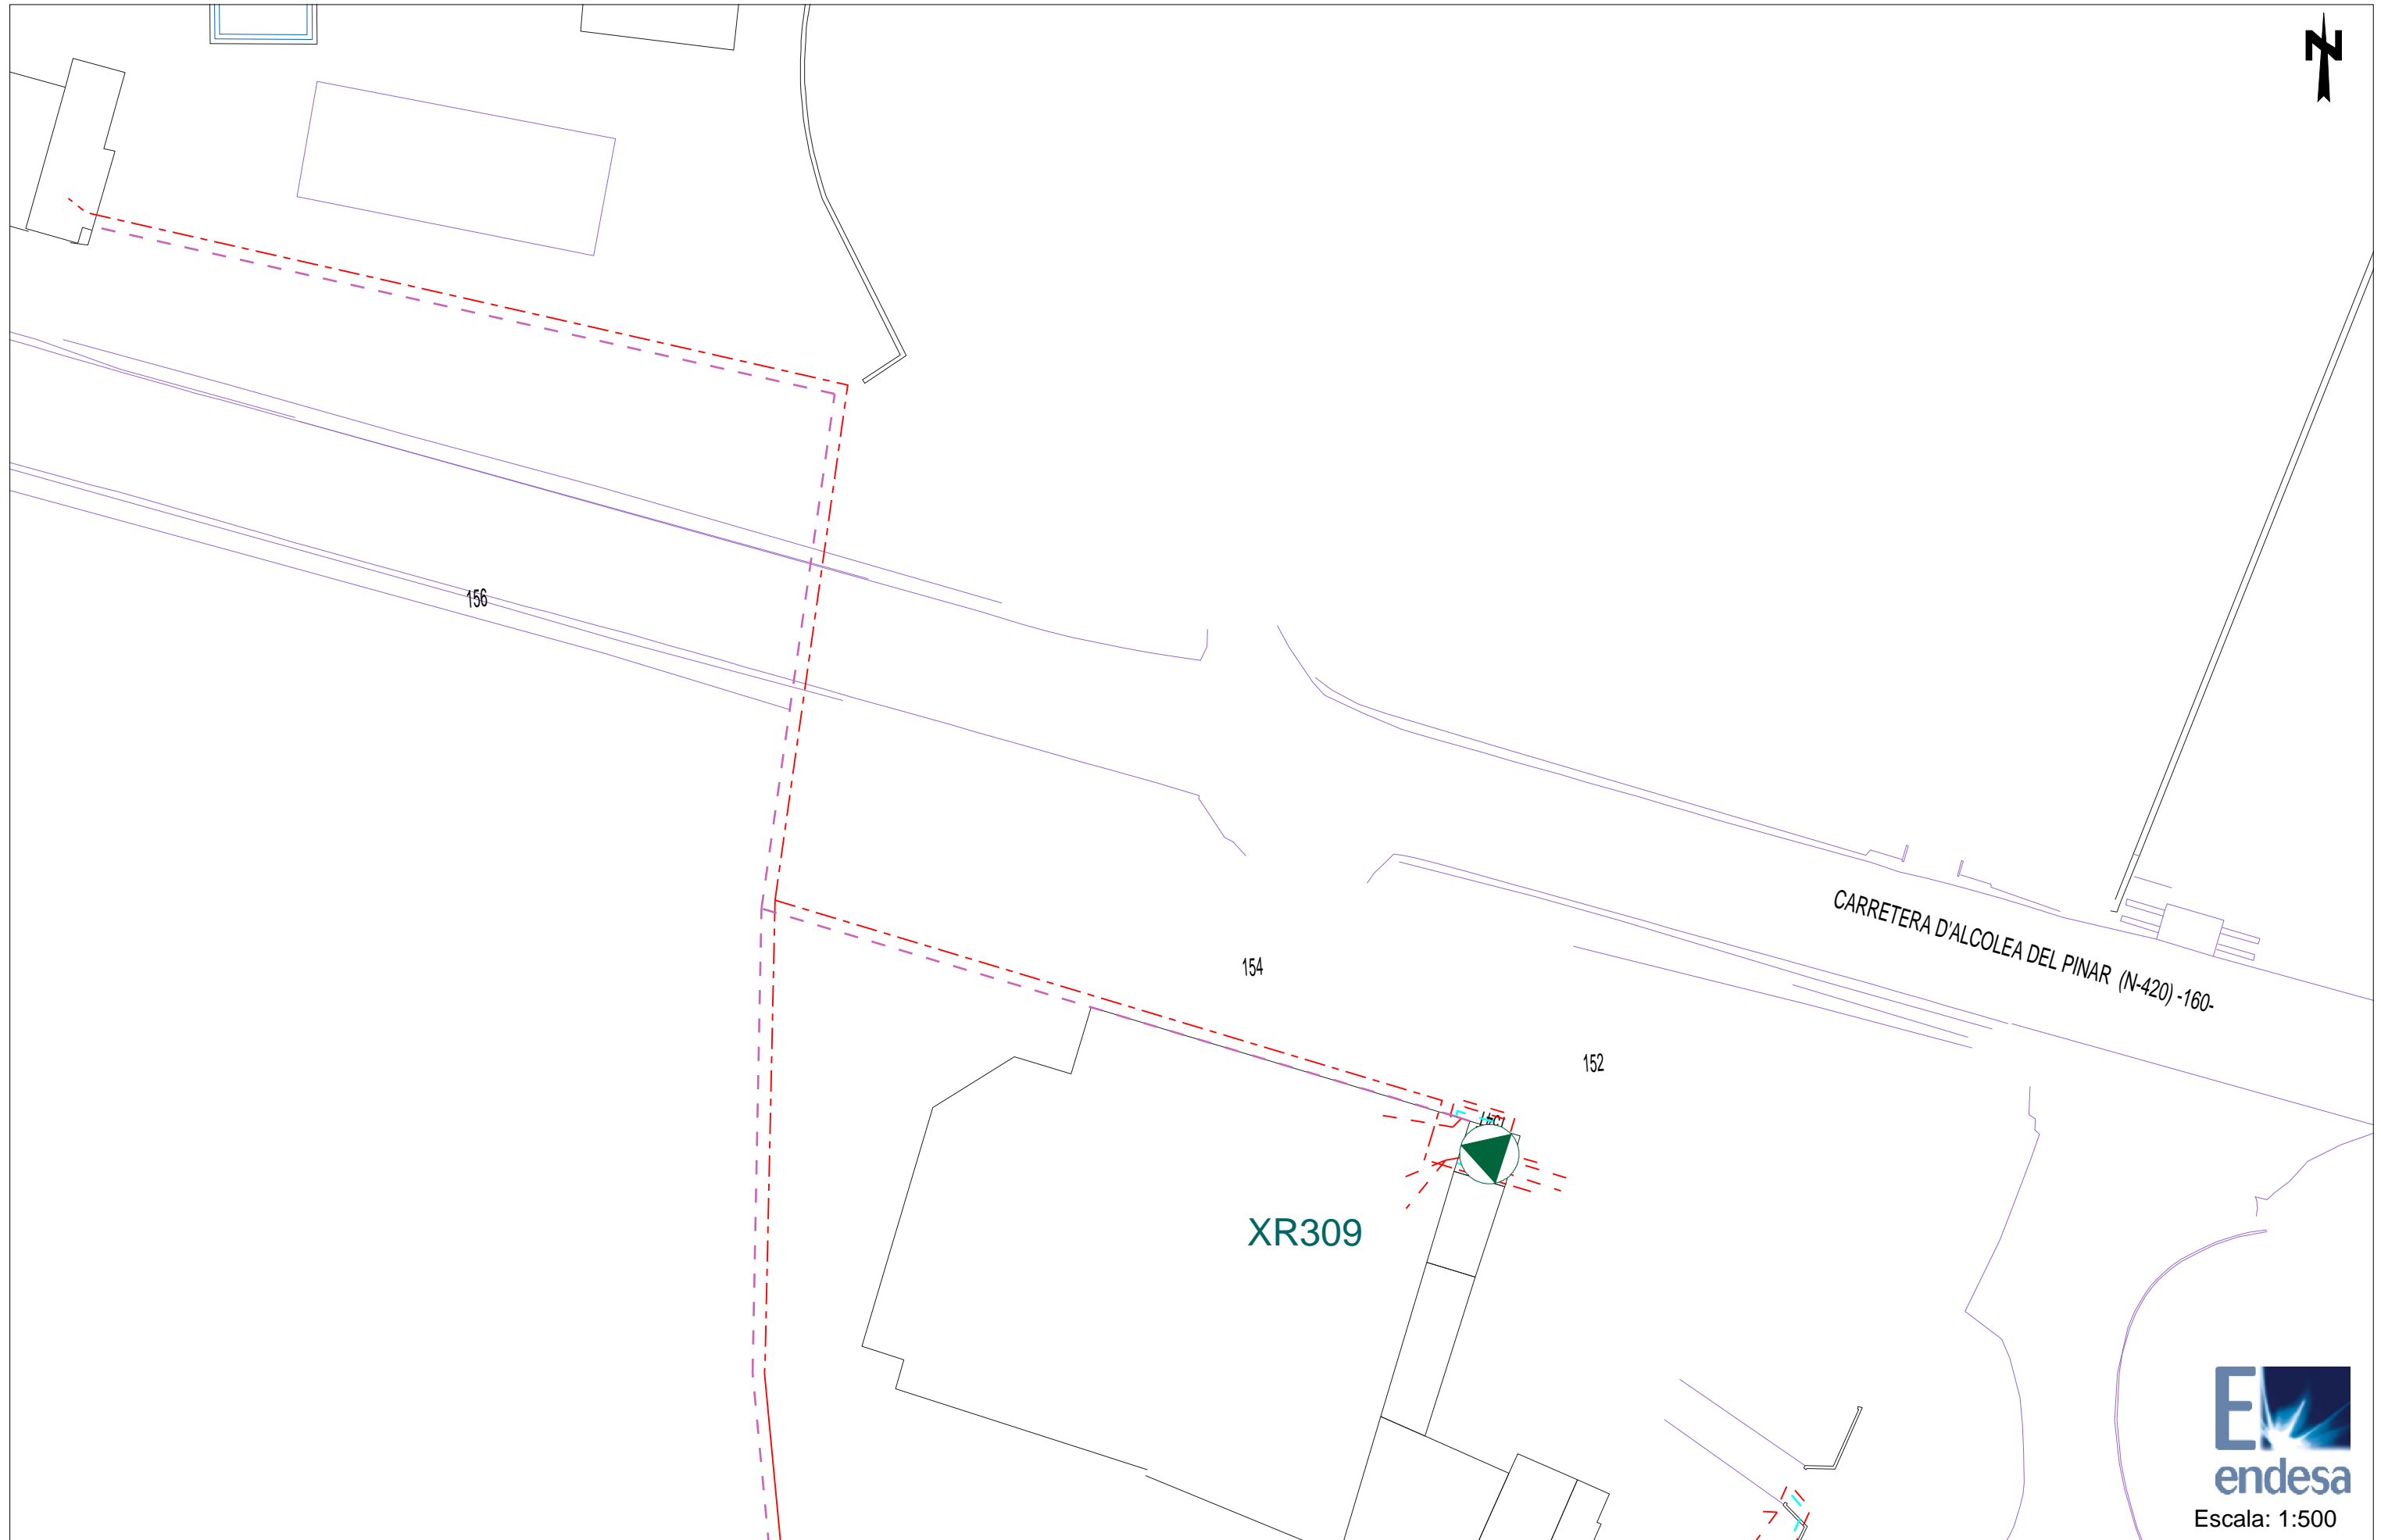 N
156
CARRETERA D'ALCOLEA DEL PINAR (N-420) -160-
154
152
XR309
endesa
Escala: 1:500